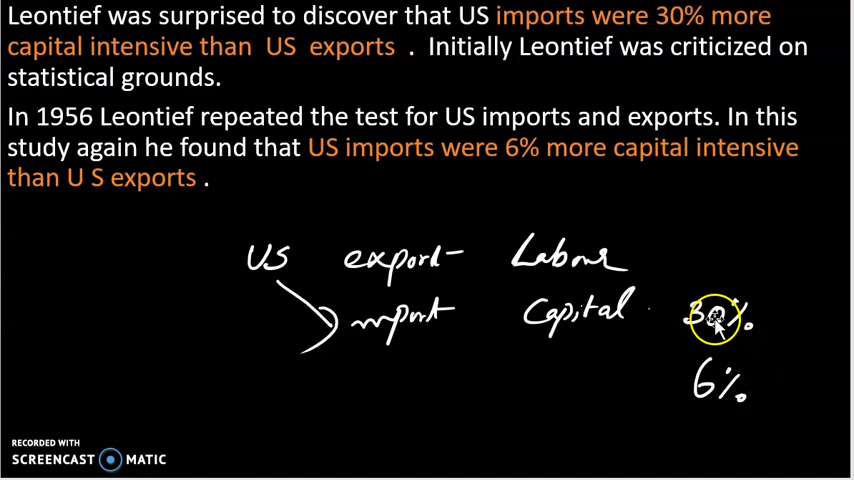 Leontief was surprised to discover that US imports were 30% more
capital intensive than US exports . Initially Leontief was criticized on
statistical grounds.
In 1956 Leontief repeated the test for US imports and exports. In this
study again he found that US imports were 6% more capital intensive
than U S exports .
US export - Labour
import Capital 30%
6%
RECORDED WITH
SCREENCAST MATIC